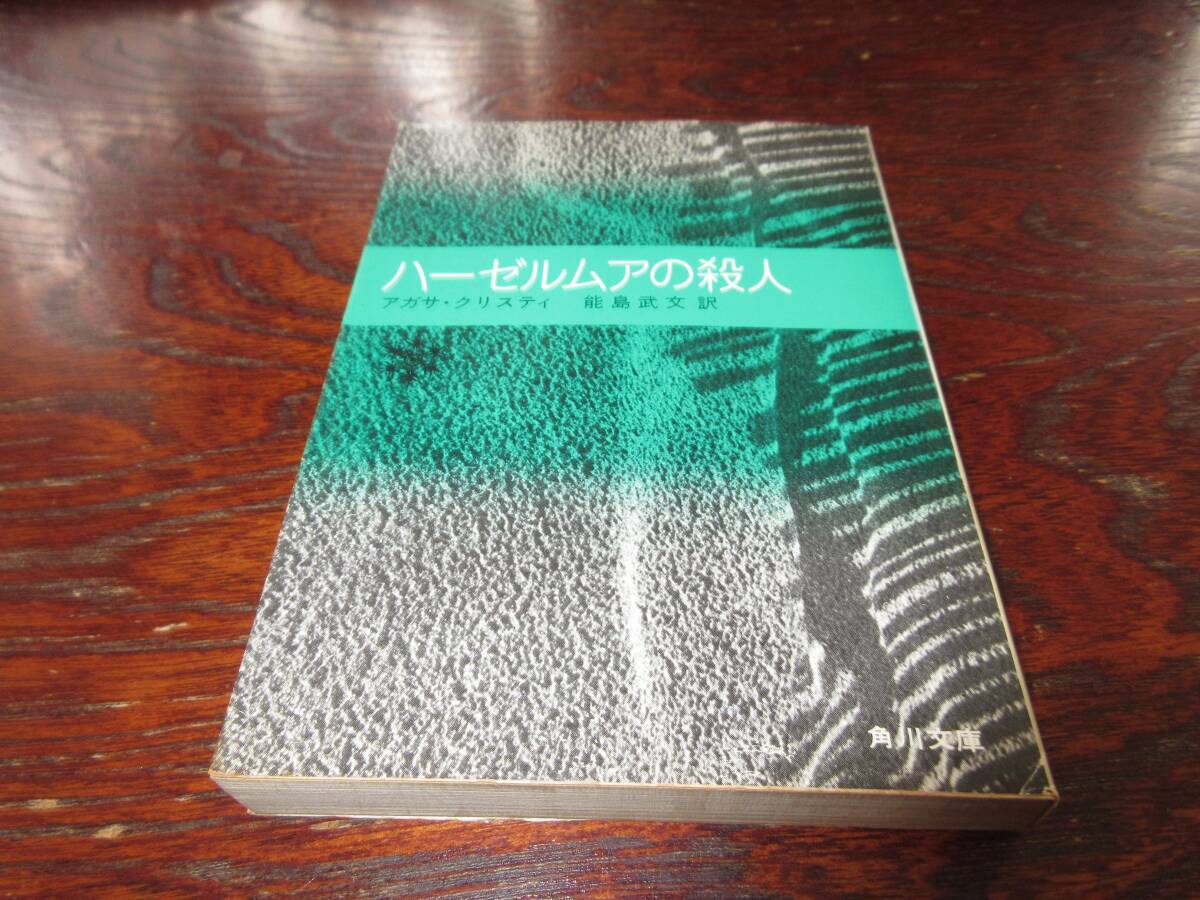 ハーゼルムアの殺人
アガサ・クリスティ 能島武文訳
角川文庫